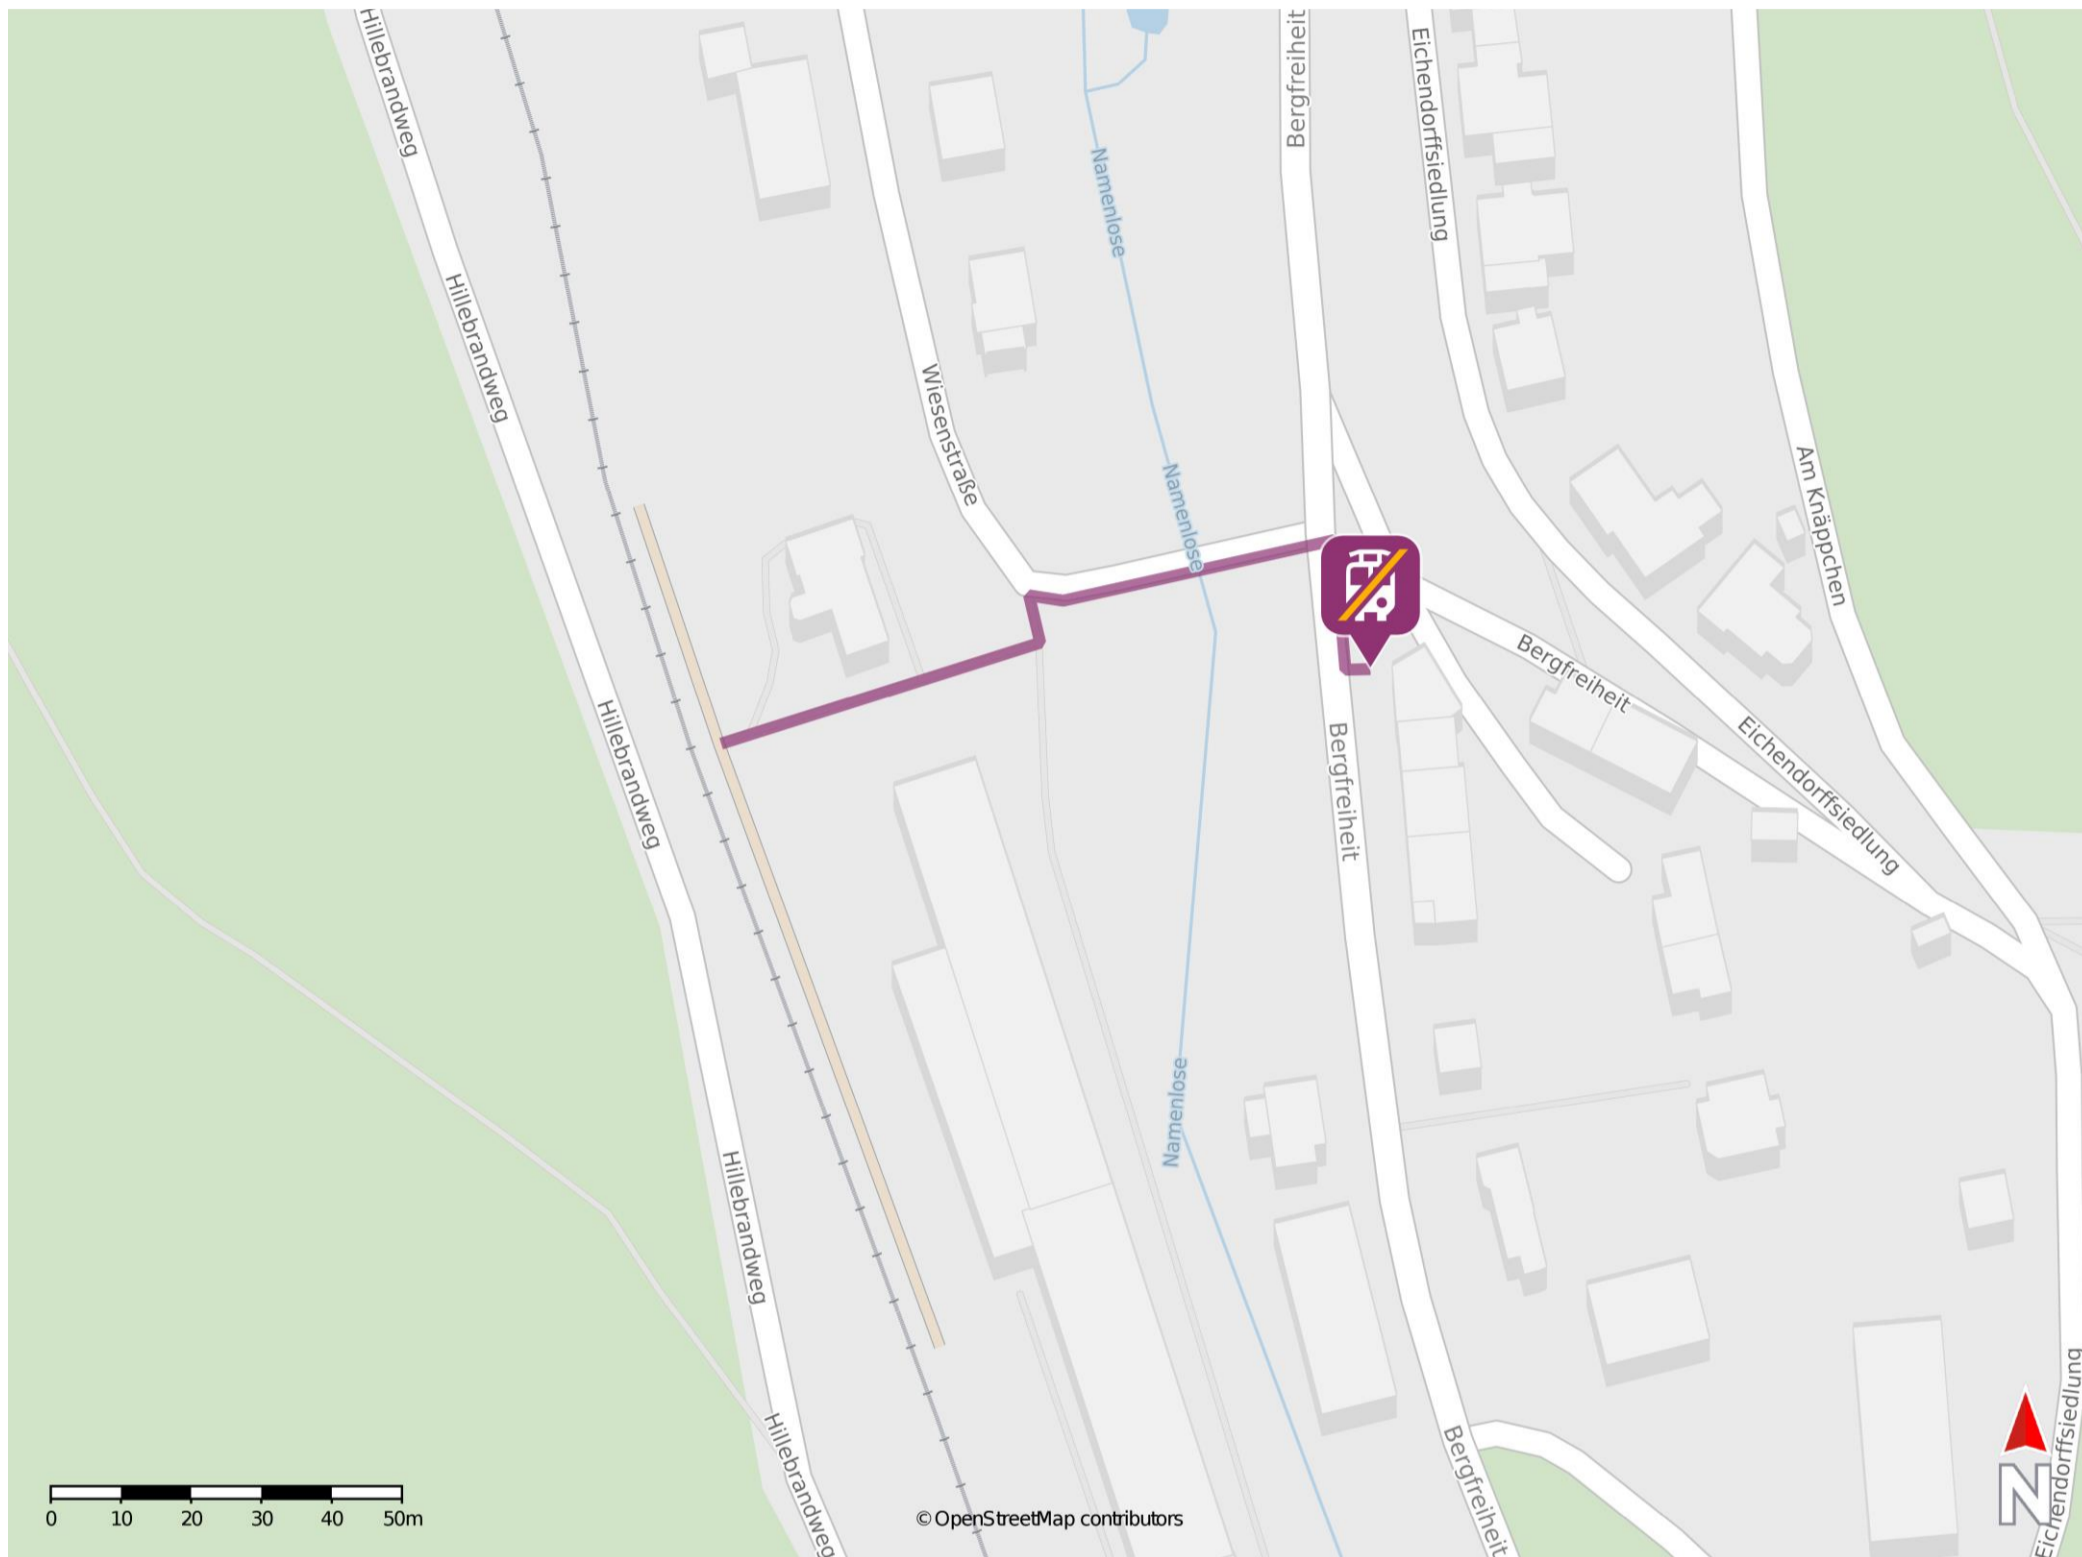 Hillebrandweg
Bergfreiheit
Eichendorffsiedlung
Namenlose
Hillebrandweg
Wiesenstraße
Namenlose
Am Knäppchen
Bergfreiheit
Hillebrandweg
Bergfreiheit
Eichendorffsiedlung
Namenlose
Hillebrandweg
Eichendorffsiedlung
Hillebrandweg
Bergfreiheit
N
0 10 20 30 40 50m
© OpenStreetMap contributors